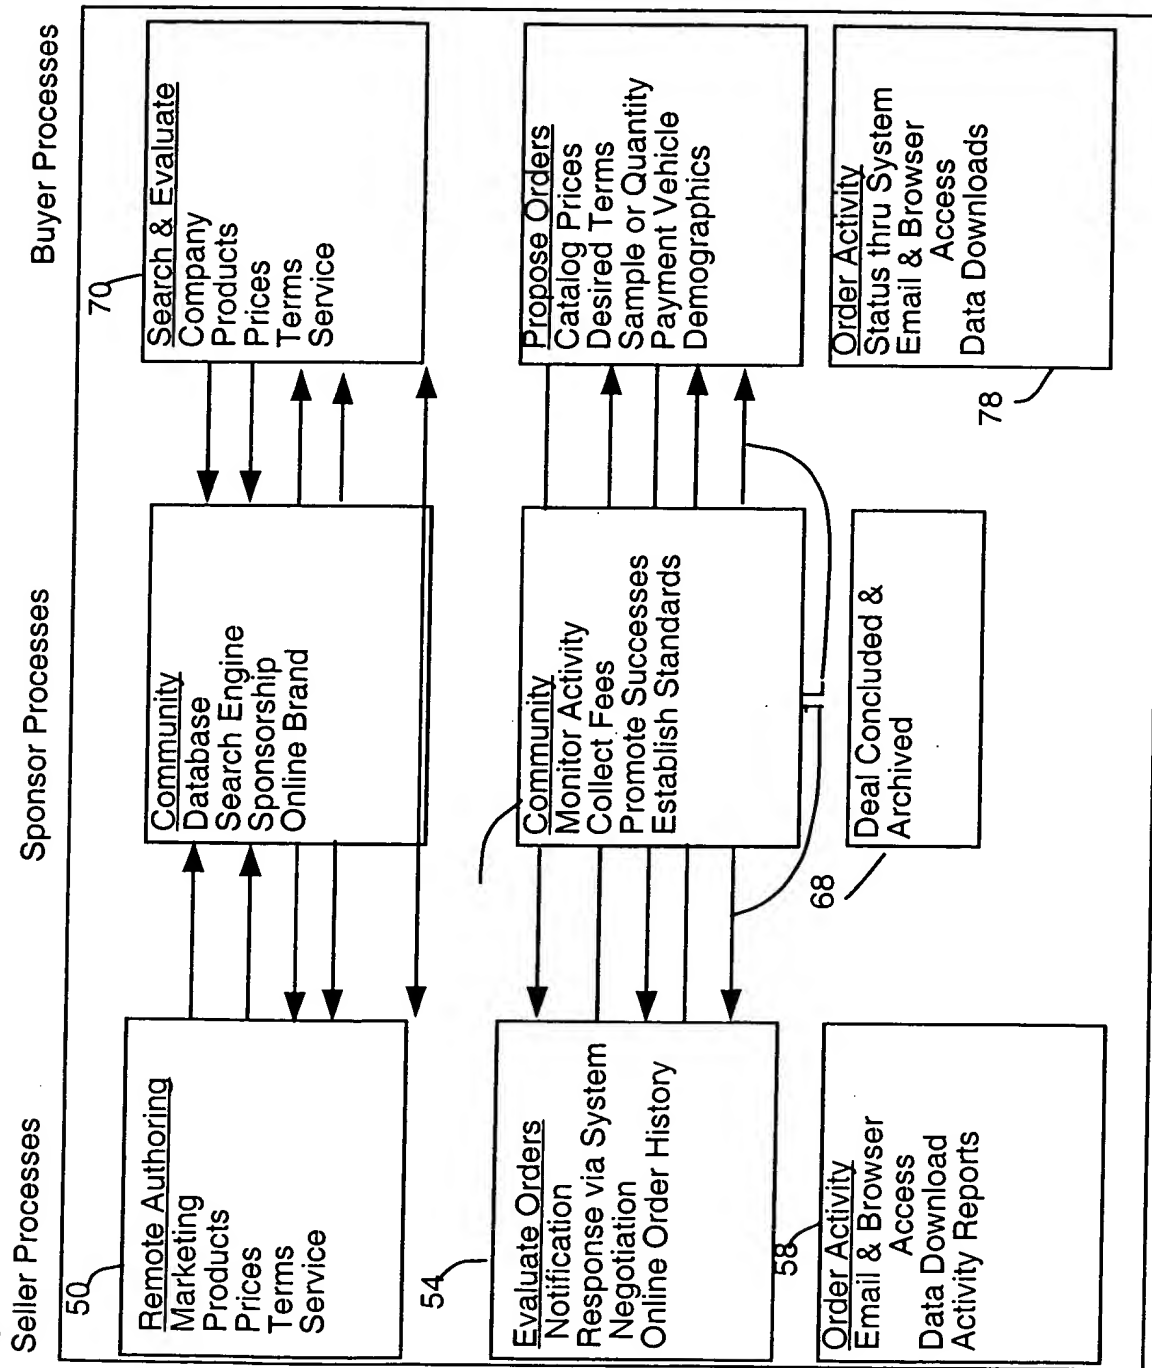 Seller Processes
Sponsor Processes
Buyer Processes
50
Remote Authoring
Marketing
Products
Prices
Terms
Service
Community
Database
Search Engine
Sponsorship
Online Brand
70
Search & Evaluate
Company
Products
Prices
Terms
Service
54
Evaluate Orders
Notification
Response via System
Negotiation
Online Order History
Community
Monitor Activity
Collect Fees
Promote Successes
Establish Standards
Propose Orders
Catalog Prices
Desired Terms
Sample or Quantity
Payment Vehicle
Demographics
58
Order Activity
Email & Browser
Access
Data Download
Activity Reports
68
Deal Concluded &
Archived
78
Order Activity
Status thru System
Email & Browser
Access
Data Downloads